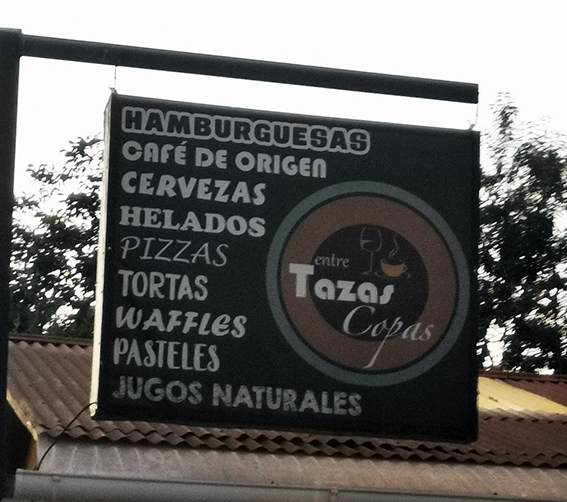 HAMBURGUESAS
CAFÉ DE ORIGEN
CERVEZAS
HELADOS
PIZZAS
TORTAS
WAFFLES
PASTELES
JUGOS NATURALES
entre
Tazas
Copas